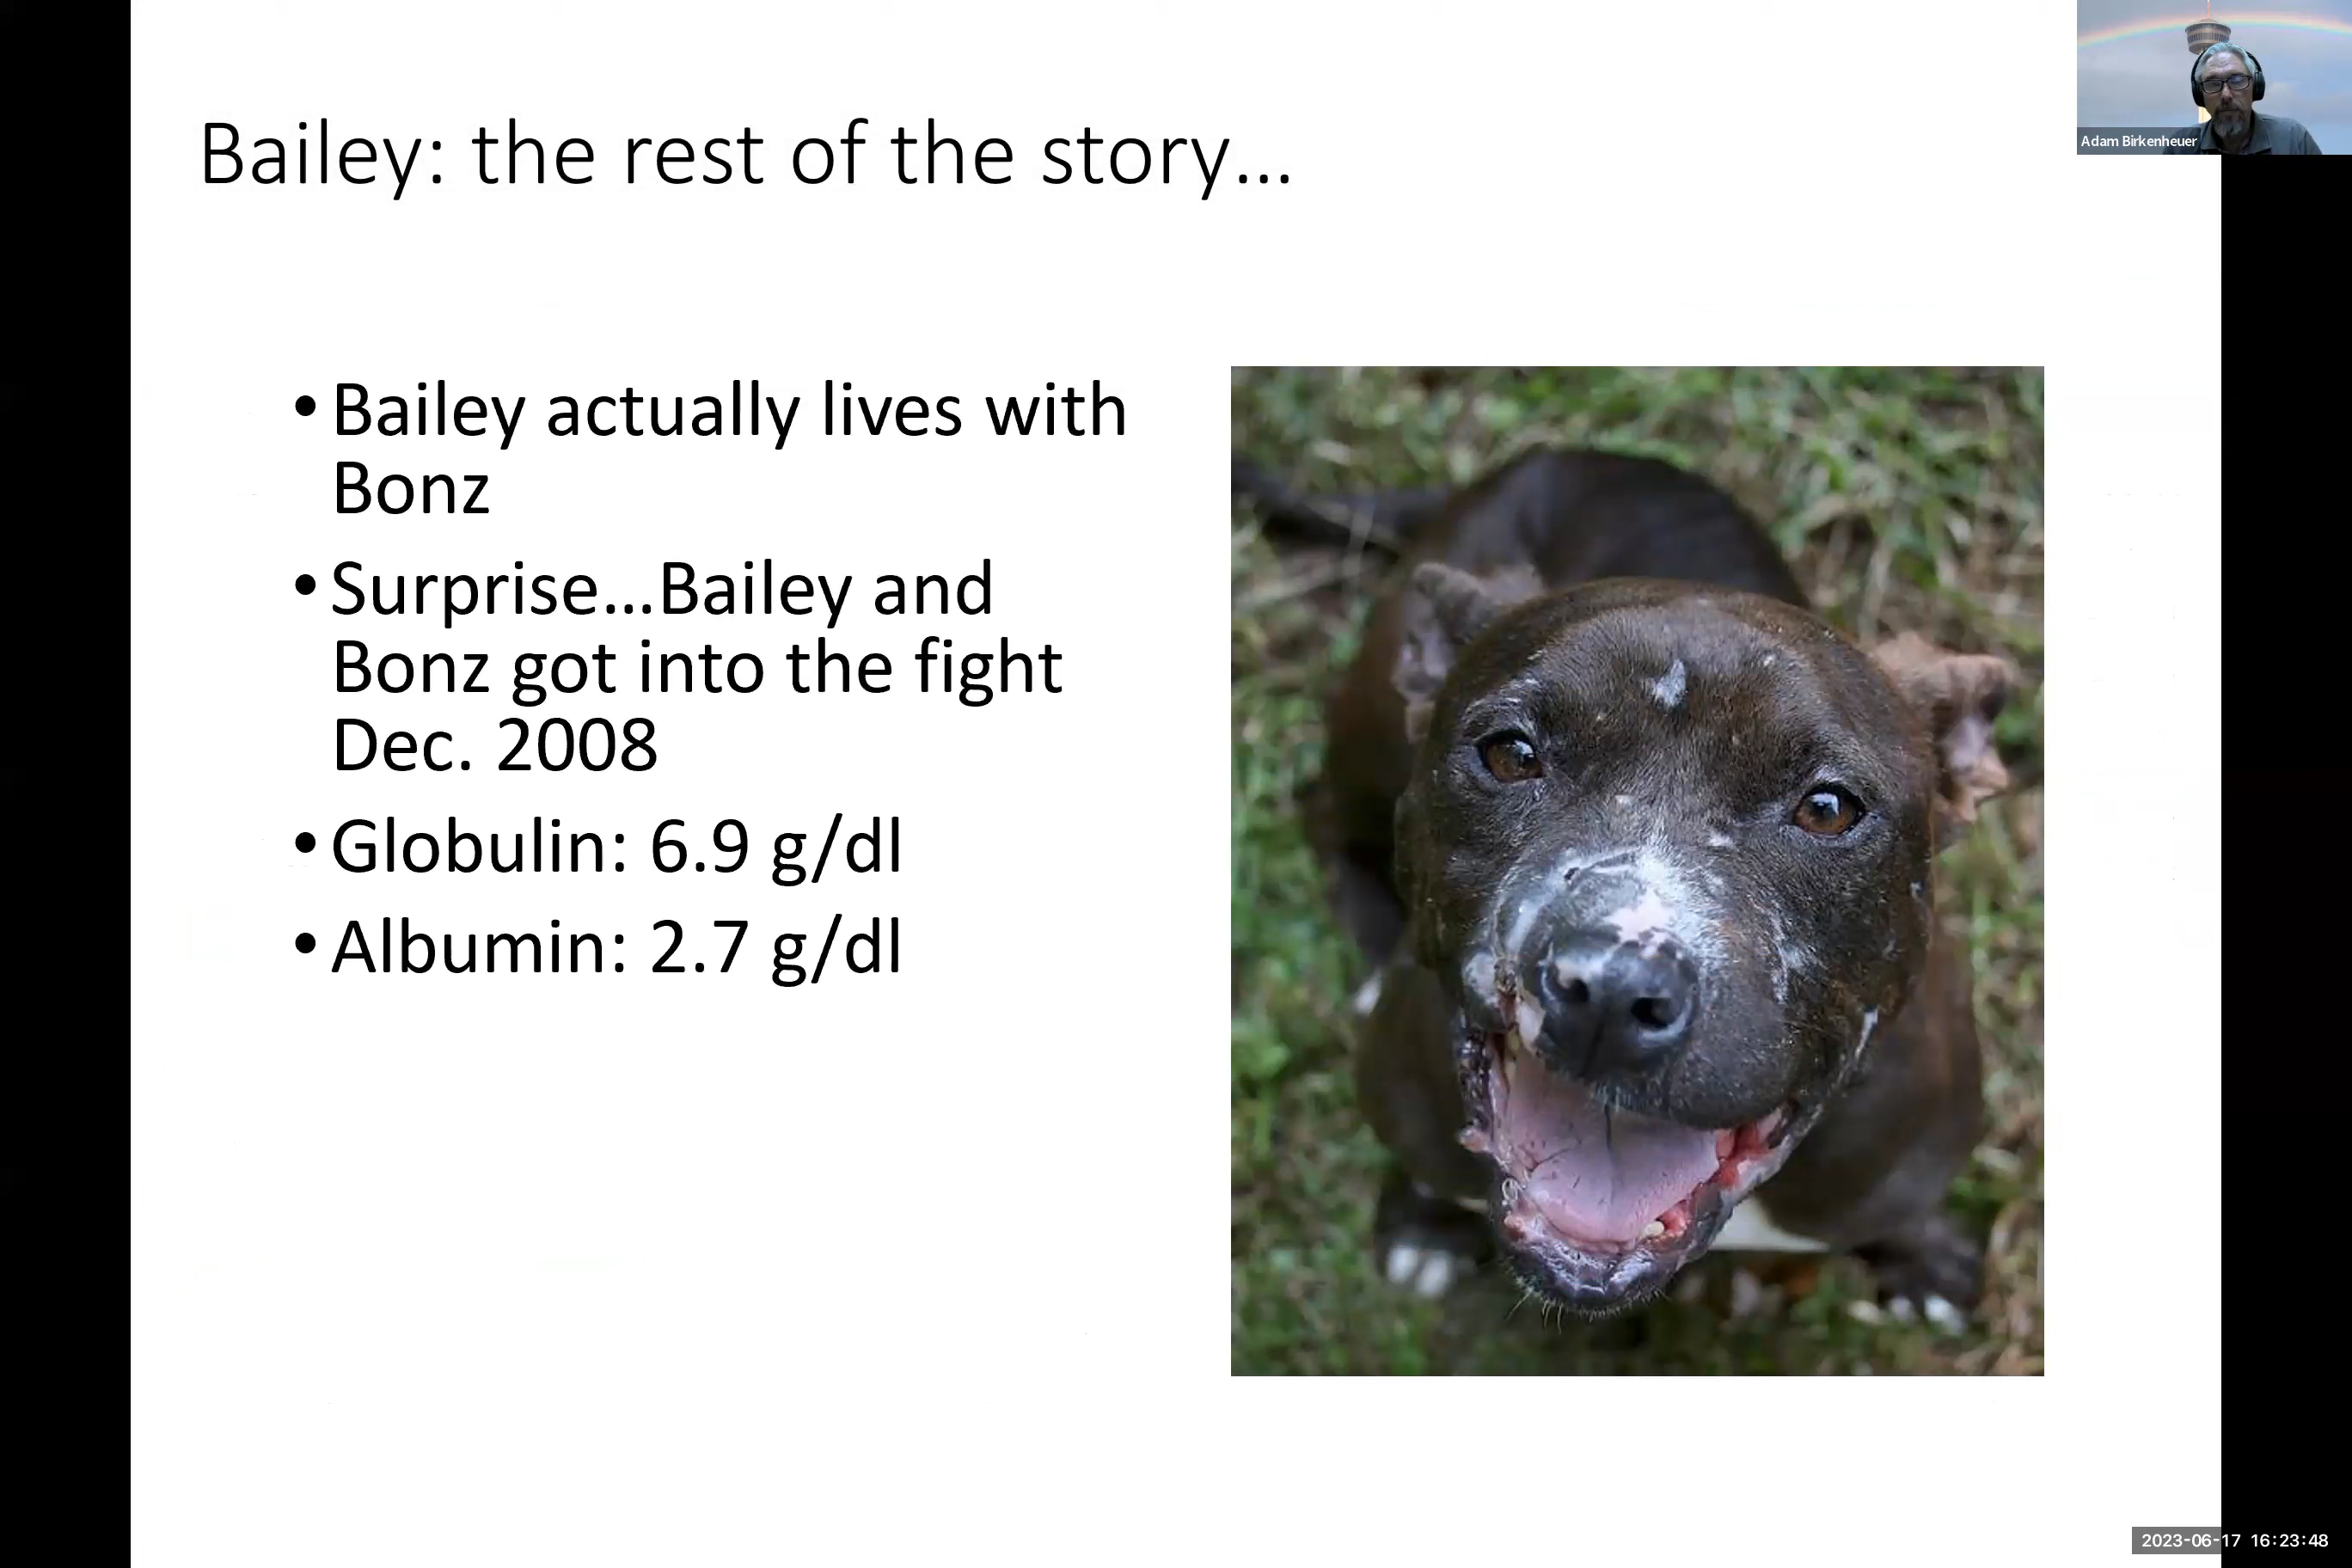 Adam Birkenheuer
Bailey: the rest of the story...
• Bailey actually lives with
Bonz
• Surprise...Bailey and
Bonz got into the fight
Dec. 2008
• Globulin: 6.9 g/dl
• Albumin: 2.7 g/dl
2023-06-17 16:23:48